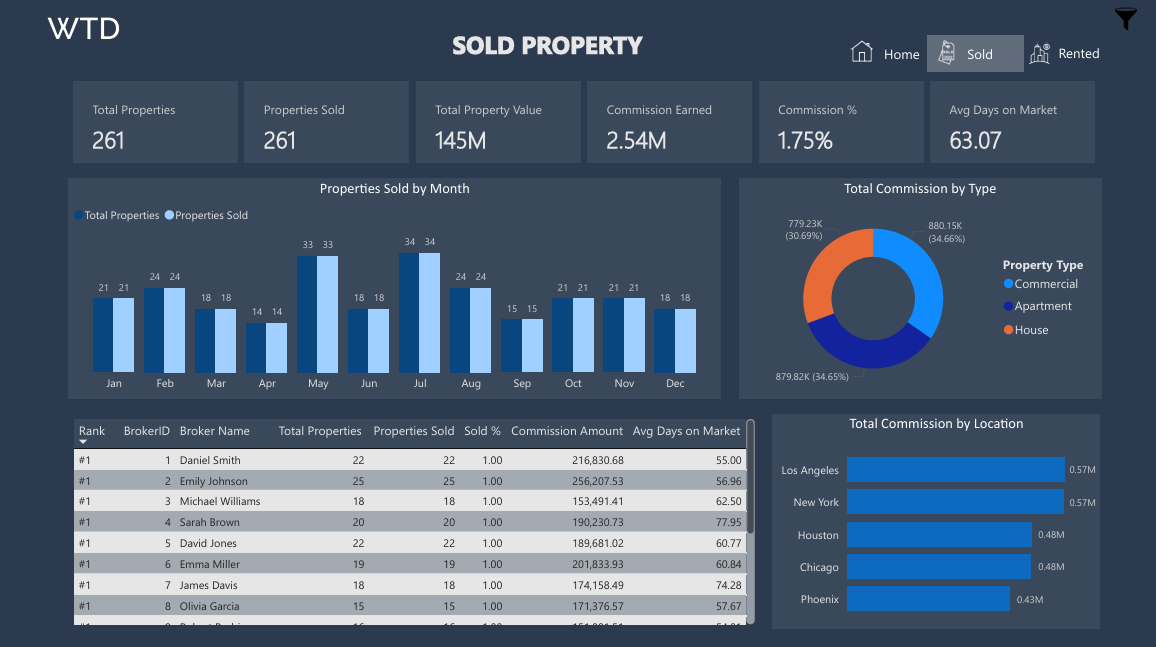 WTD
SOLD PROPERTY
Home
Sold
Rented
Total Properties
261
Properties Sold
261
Total Property Value
145M
Commission Earned
2.54M
Commission %
1.75%
Avg Days on Market
63.07
Properties Sold by Month
Total Properties Properties Sold
21 21 24 24 18 18 14 14 33 33 18 18 34 34 24 24 15 15 21 21 21 21 18 18
Jan Feb Mar Apr May Jun Jul Aug Sep Oct Nov Dec
Total Commission by Type
779.23K
(30.69%)
880.15K
(34.66%)
879.82K (34.65%)
Property Type
Commercial
Apartment
House
Rank BrokerID Broker Name Total Properties Properties Sold Sold % Commission Amount Avg Days on Market
#1 1 Daniel Smith 22 22 1.00 216,830.68 55.00
#1 2 Emily Johnson 25 25 1.00 256,207.53 56.96
#1 3 Michael Williams 18 18 1.00 153,491.41 62.50
#1 4 Sarah Brown 20 20 1.00 190,230.73 77.95
#1 5 David Jones 22 22 1.00 189,681.02 60.77
#1 6 Emma Miller 19 19 1.00 201,833.93 60.84
#1 7 James Davis 18 18 1.00 174,158.49 74.28
#1 8 Olivia Garcia 15 15 1.00 171,376.57 57.67
Total Commission by Location
Los Angeles 0.57M
New York 0.57M
Houston 0.48M
Chicago 0.48M
Phoenix 0.43M